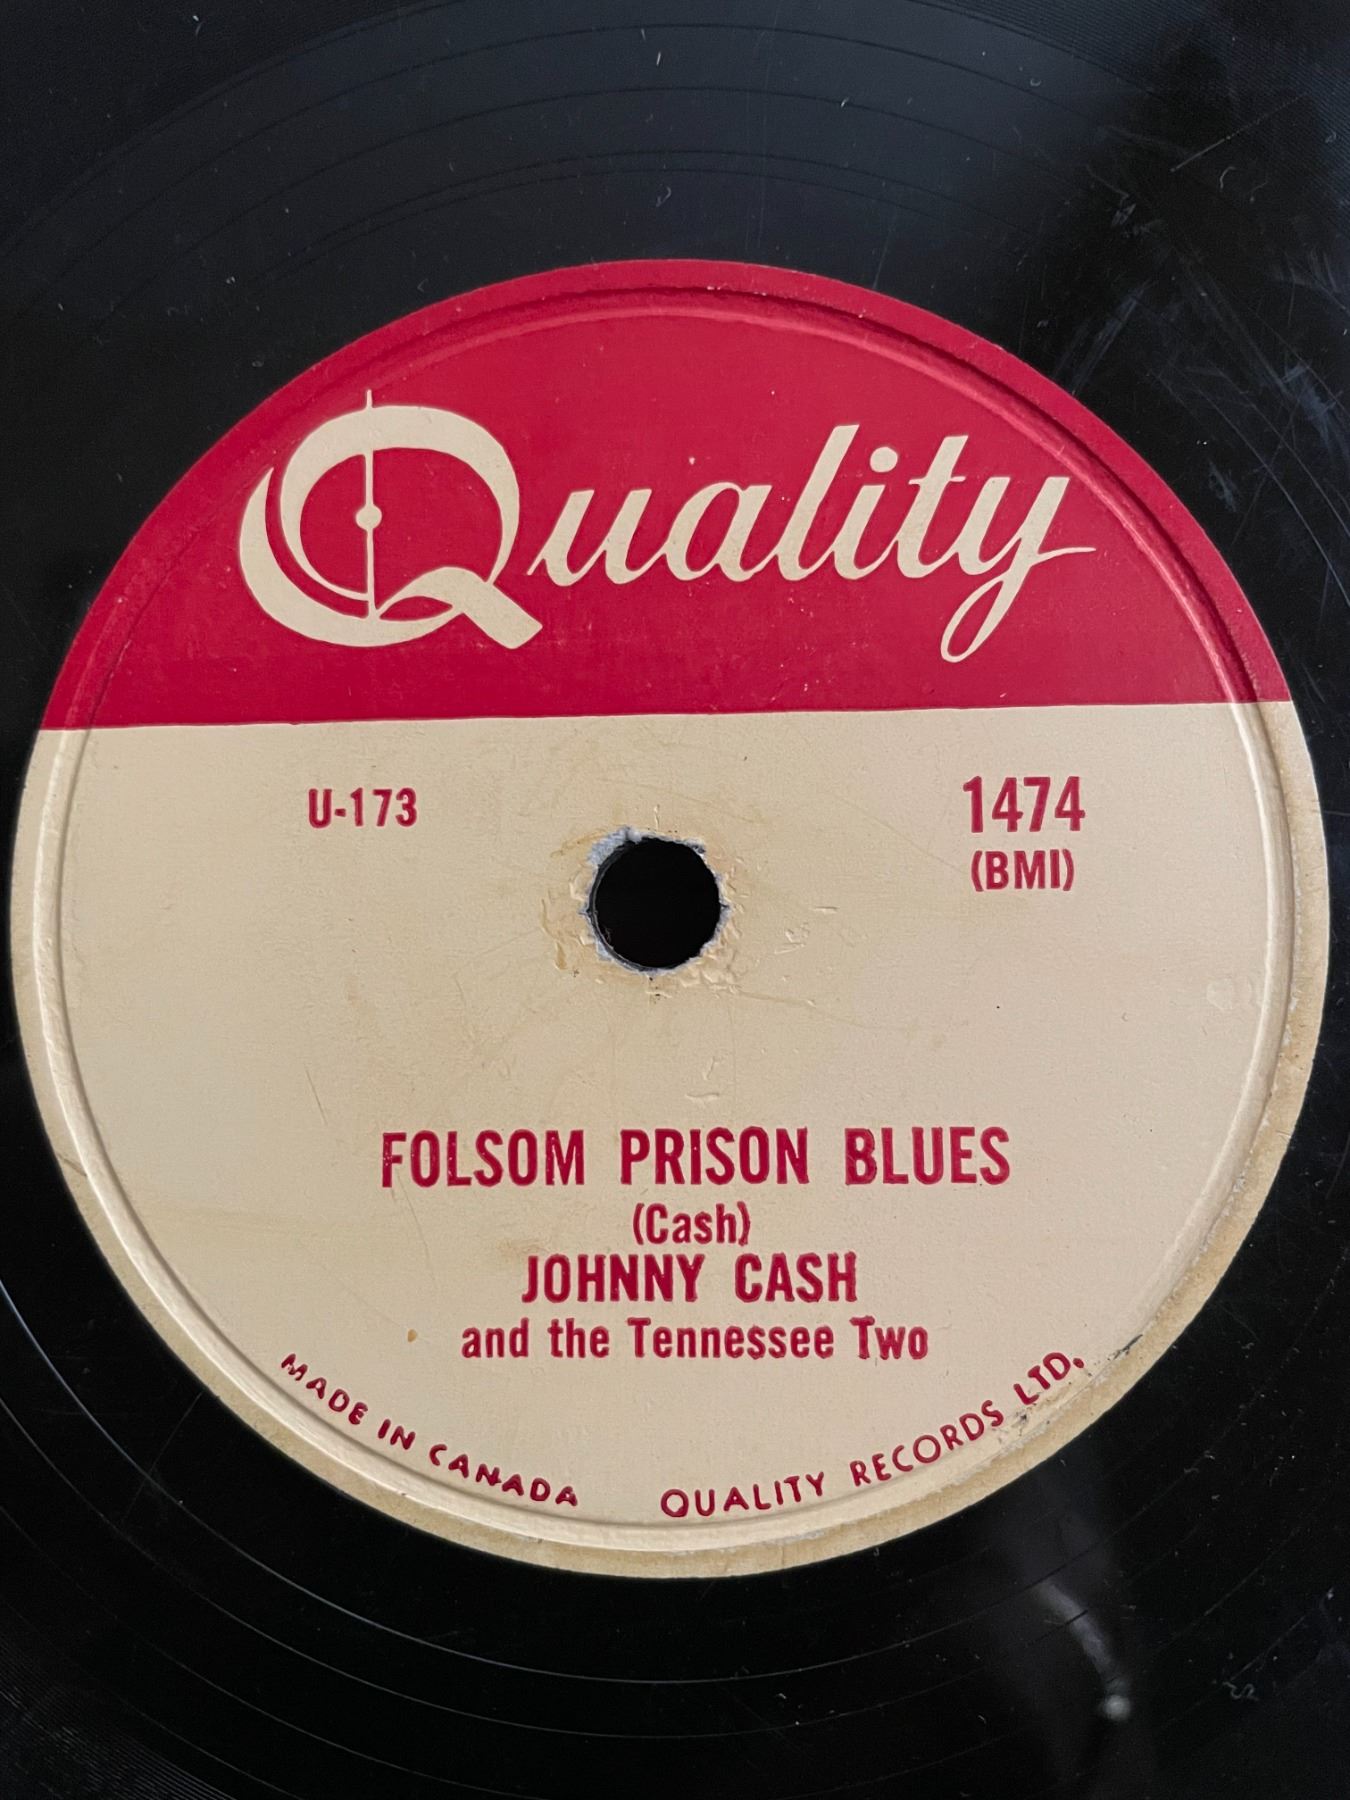 Quality
U-173
1474
(BMI)
FOLSOM PRISON BLUES
(Cash)
JOHNNY CASH
and the Tennessee Two
MADE IN CANADA QUALITY RECORDS LTD.